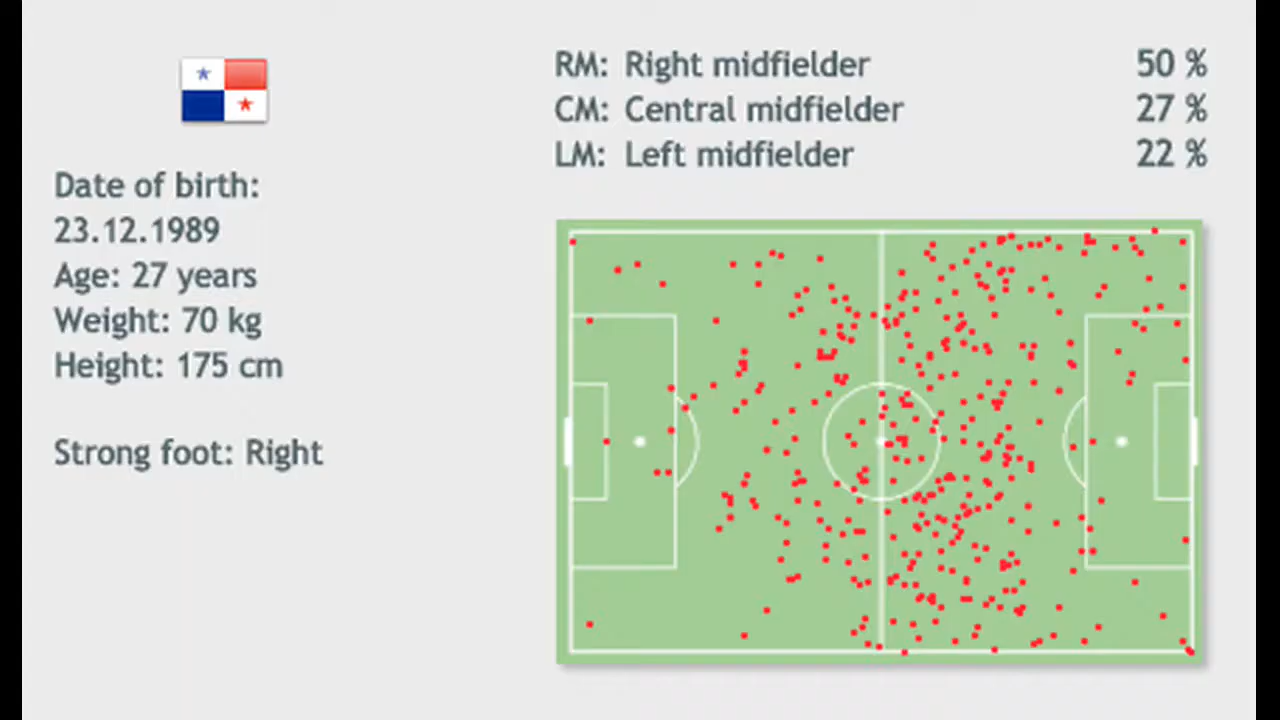 Date of birth:
23.12.1989
Age: 27 years
Weight: 70 kg
Height: 175 cm
Strong foot: Right
RM: Right midfielder 50 %
CM: Central midfielder 27 %
LM: Left midfielder 22 %